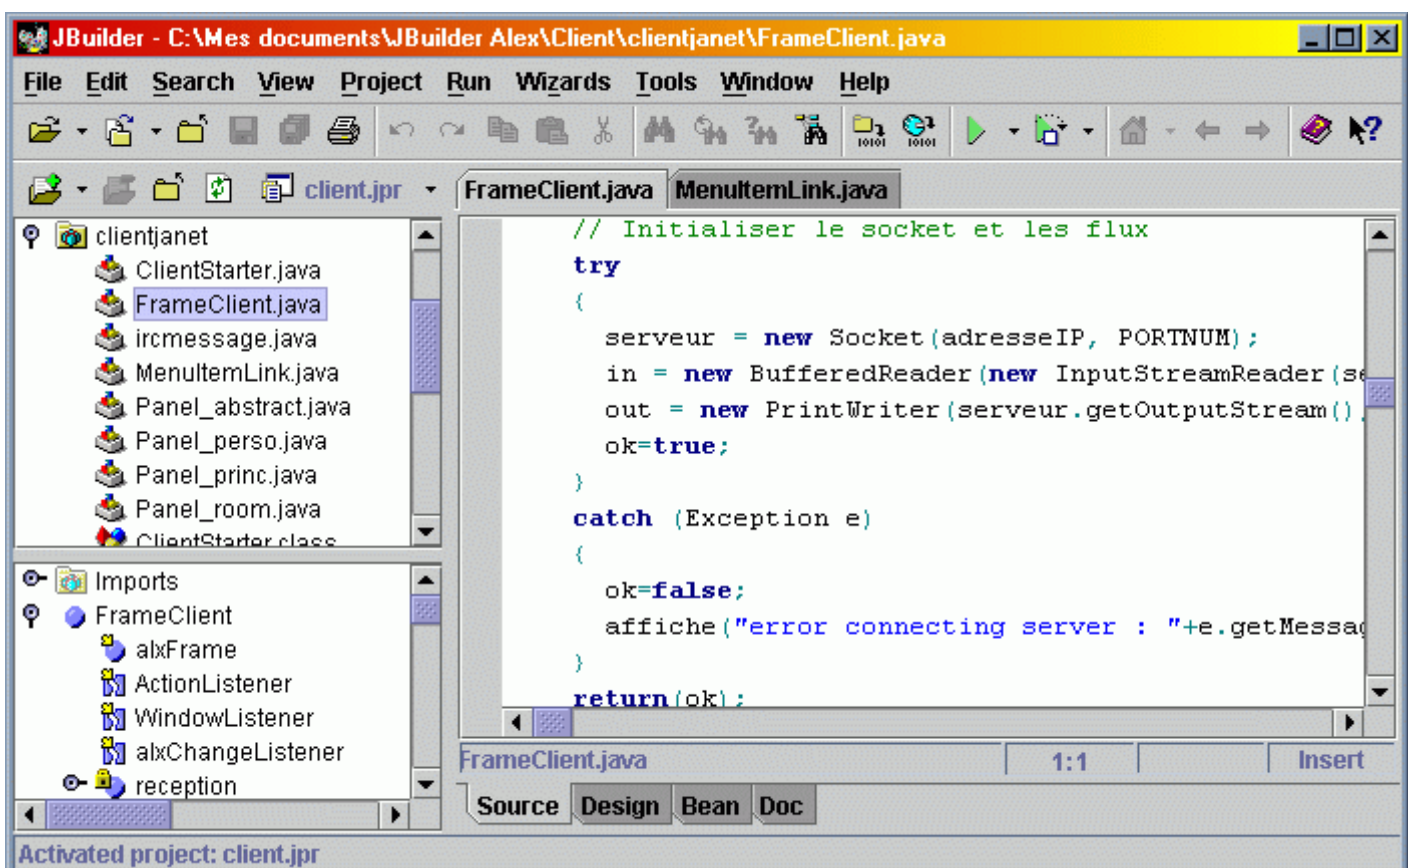 JBuilder - C:\Mes documents\JBuilder Alex\Client\clientjanet\FrameClient.java
File Edit Search View Project Run Wizards Tools Window Help
client.jpr
FrameClient.java MenuItemLink.java
clientjanet
ClientStarter.java
FrameClient.java
ircmessage.java
MenuItemLink.java
Panel_abstract.java
Panel_perso.java
Panel_princ.java
Panel_room.java
ClientStarter.class
Imports
FrameClient
alxFrame
ActionListener
WindowListener
alxChangeListener
reception
// Initialiser le socket et les flux
try
{
serveur = new Socket(adresseIP, PORTNUM);
in = new BufferedReader(new InputStreamReader(se
out = new PrintWriter(serveur.getOutputStream(),
ok=true;
}
catch (Exception e)
{
ok=false;
affiche("error connecting server : "+e.getMessag
}
return(ok);
FrameClient.java 1:1 Insert
Source Design Bean Doc
Activated project: client.jpr